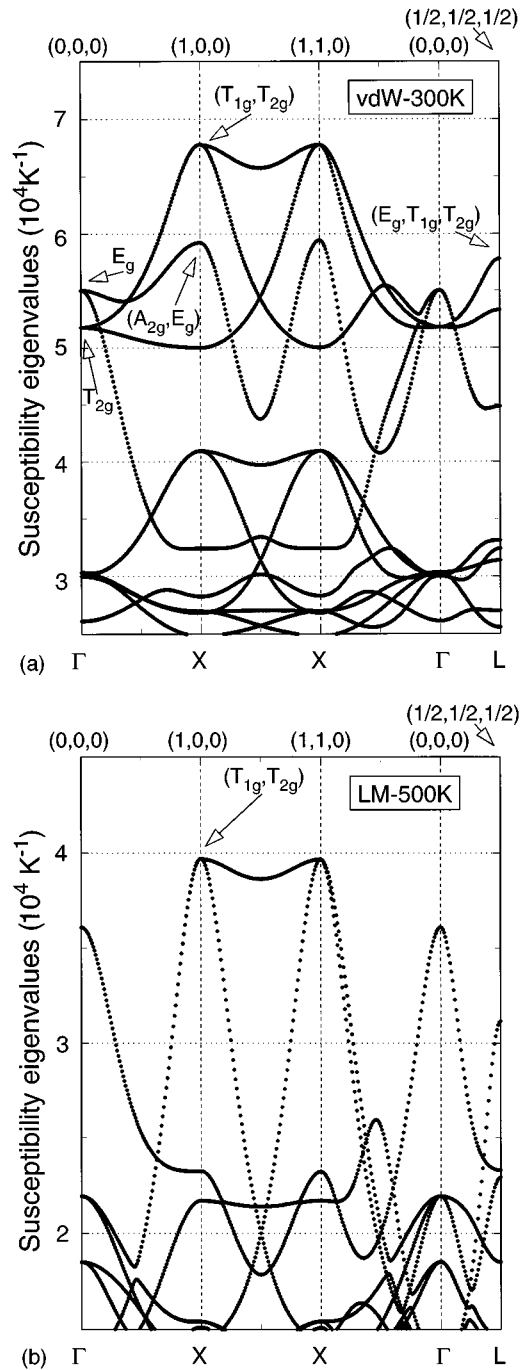 (1/2,1/2,1/2)
(0,0,0) (1,0,0) (1,1,0) (0,0,0)
(T1g,T2g)
vdW-300K
7
(Eg,T1g,T2g)
6
Eg
(A2g,Eg)
5
T2g
4
3
Susceptibility eigenvalues (10⁴K⁻¹)
(a) Γ X X Γ L
(1/2,1/2,1/2)
(0,0,0) (1,0,0) (1,1,0) (0,0,0)
(T1g,T2g)
LM-500K
4
3
2
Susceptibility eigenvalues (10⁴ K⁻¹)
(b) Γ X X Γ L